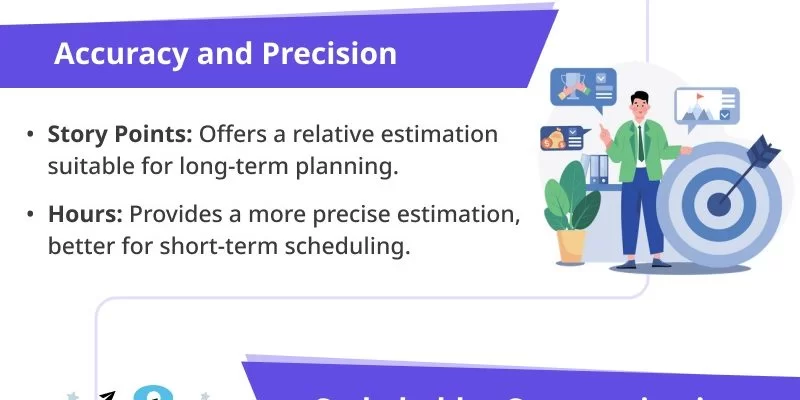 Accuracy and Precision
• Story Points: Offers a relative estimation
suitable for long-term planning.
• Hours: Provides a more precise estimation,
better for short-term scheduling.